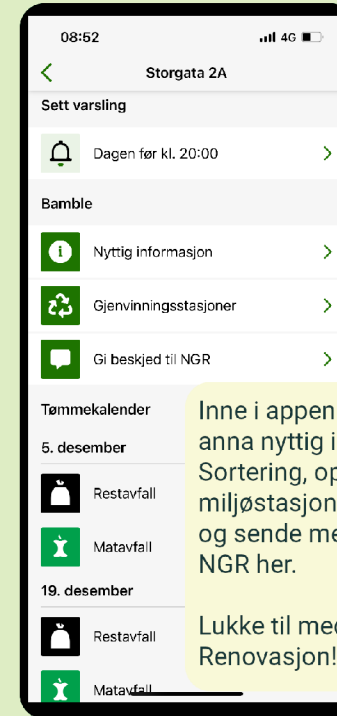 08:52
4G
Storgata 2A
Sett varsling
Dagen før kl. 20:00
Bamble
Nyttig informasjon
Gjenvinningsstasjoner
Gi beskjed til NGR
Tømmekalender
5. desember
Restavfall
Matavfall
19. desember
Restavfall
Matavfall
Inne i appen
anna nyttig i
Sortering, op
miljøstasjon
og sende me
NGR her.
Lukke til med
Renovasjon!